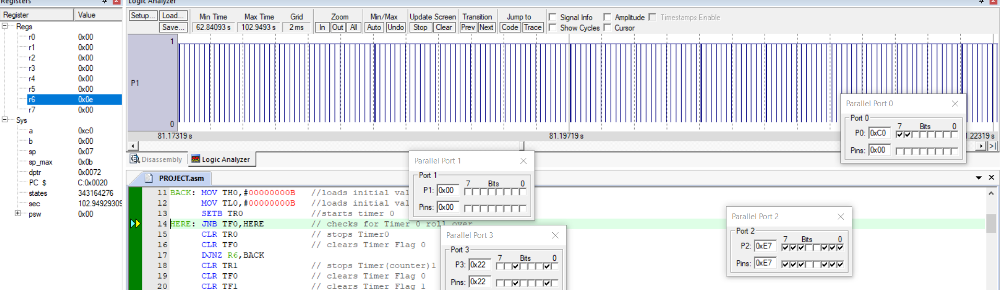 Registers
Register Value
Regs
r0 0x00
r1 0x00
r2 0x00
r3 0x00
r4 0x00
r5 0x00
r6 0x0e
r7 0x00
Sys
a 0xc0
b 0x00
sp 0x07
sp_max 0x0b
dptr 0x0072
PC $ C:0x0020
states 343164276
sec 102.94929309
psw 0x00
Logic Analyzer
Setup... Load... Min Time Max Time Grid Zoom Min/Max Update Screen Transition Jump to Signal Info Amplitude Timestamps Enable
Save... 62.84093 s 102.9493 s 2 ms In Out All Auto Undo Stop Clear Prev Next Code Trace Show Cycles Cursor
1
P1
0
81.17319 s 81.19719 s 1.22319 s
Disassembly Logic Analyzer
PROJECT.asm
11 BACK: MOV TH0,#00000000B //loads initial val
12 MOV TL0,#00000000B //loads initial val
13 SETB TR0 //starts timer 0
14 HERE: JNB TF0,HERE // checks for Timer 0 roll over
15 CLR TR0 // stops Timer0
16 CLR TF0 // clears Timer Flag 0
17 DJNZ R6,BACK
18 CLR TR1 // stops Timer(counter)1
19 CLR TF0 // clears Timer Flag 0
20 CLR TF1 // clears Timer Flag 1
Parallel Port 0
Port 0
7 Bits 0
P0: 0xC0
Pins: 0x00
Parallel Port 1
Port 1
7 Bits 0
P1: 0x00
Pins: 0x00
Parallel Port 2
Port 2
7 Bits 0
P2: 0xE7
Pins: 0xE7
Parallel Port 3
Port 3
7 Bits 0
P3: 0x22
Pins: 0x22